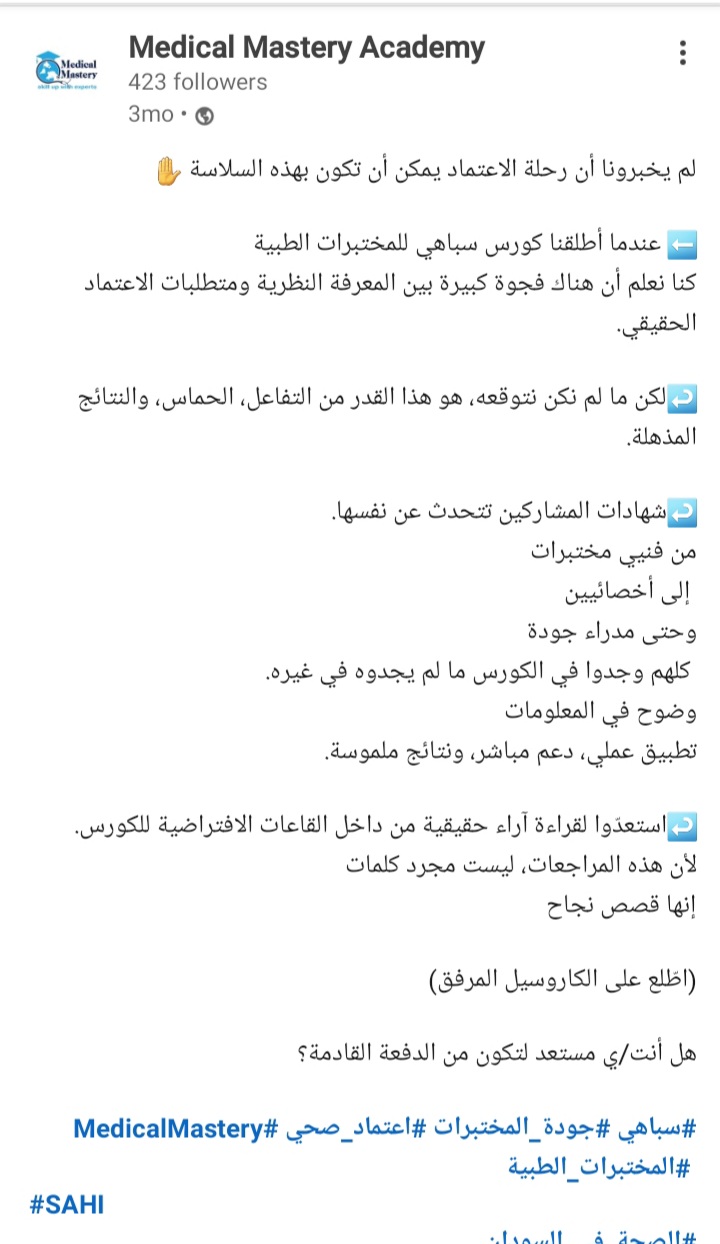 Medical Mastery Academy
Medical
Mastery
skill up with experts
423 followers
3mo •
لم يخبرونا أن رحلة الاعتماد يمكن أن تكون بهذه السلاسة ✋
⬅️ عندما أطلقنا كورس سباهي للمختبرات الطبية
كنا نعلم أن هناك فجوة كبيرة بين المعرفة النظرية ومتطلبات الاعتماد
الحقيقي.
↩️لكن ما لم نكن نتوقعه، هو هذا القدر من التفاعل، الحماس، والنتائج
المذهلة.
↩️شهادات المشاركين تتحدث عن نفسها.
من فنيي مختبرات
إلى أخصائيين
وحتى مدراء جودة
كلهم وجدوا في الكورس ما لم يجدوه في غيره.
وضوح في المعلومات
تطبيق عملي، دعم مباشر، ونتائج ملموسة.
↩️استعدّوا لقراءة آراء حقيقية من داخل القاعات الافتراضية للكورس.
لأن هذه المراجعات، ليست مجرد كلمات
إنها قصص نجاح
(اطّلع على الكاروسيل المرفق)
هل أنت/ي مستعد لتكون من الدفعة القادمة؟
#سباهي #جودة_المختبرات #اعتماد_صحي #MedicalMastery
#المختبرات_الطبية
#SAHI
#الصحة_في_السودان